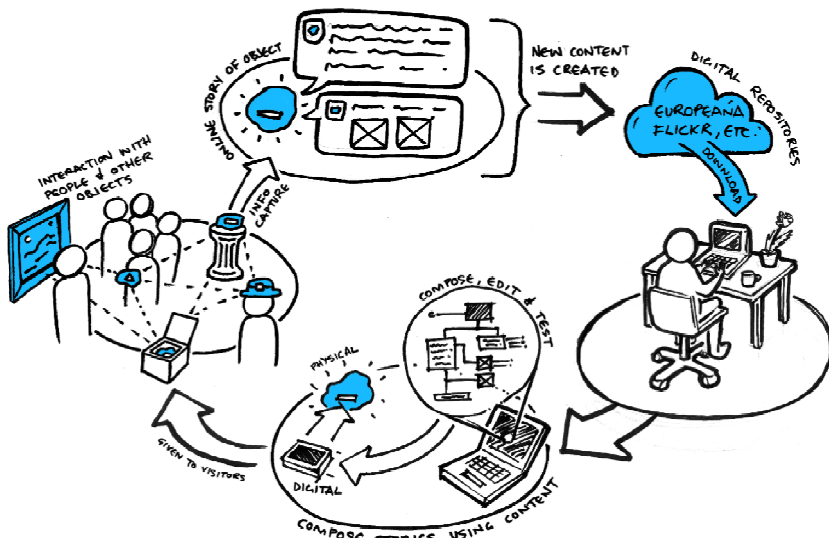 ONLINE STORY OF OBJECT
NEW CONTENT
IS CREATED
DIGITAL REPOSITORIES
EUROPEANA
FLICKR, ETC.
DOWNLOAD
INTERACTION WITH
PEOPLE & OTHER
OBJECTS
INFO
CAPTURE
COMPOSE, EDIT & TEST
PHYSICAL
DIGITAL
GIVEN TO VISITORS
COMPOSE STORIES USING CONTENT